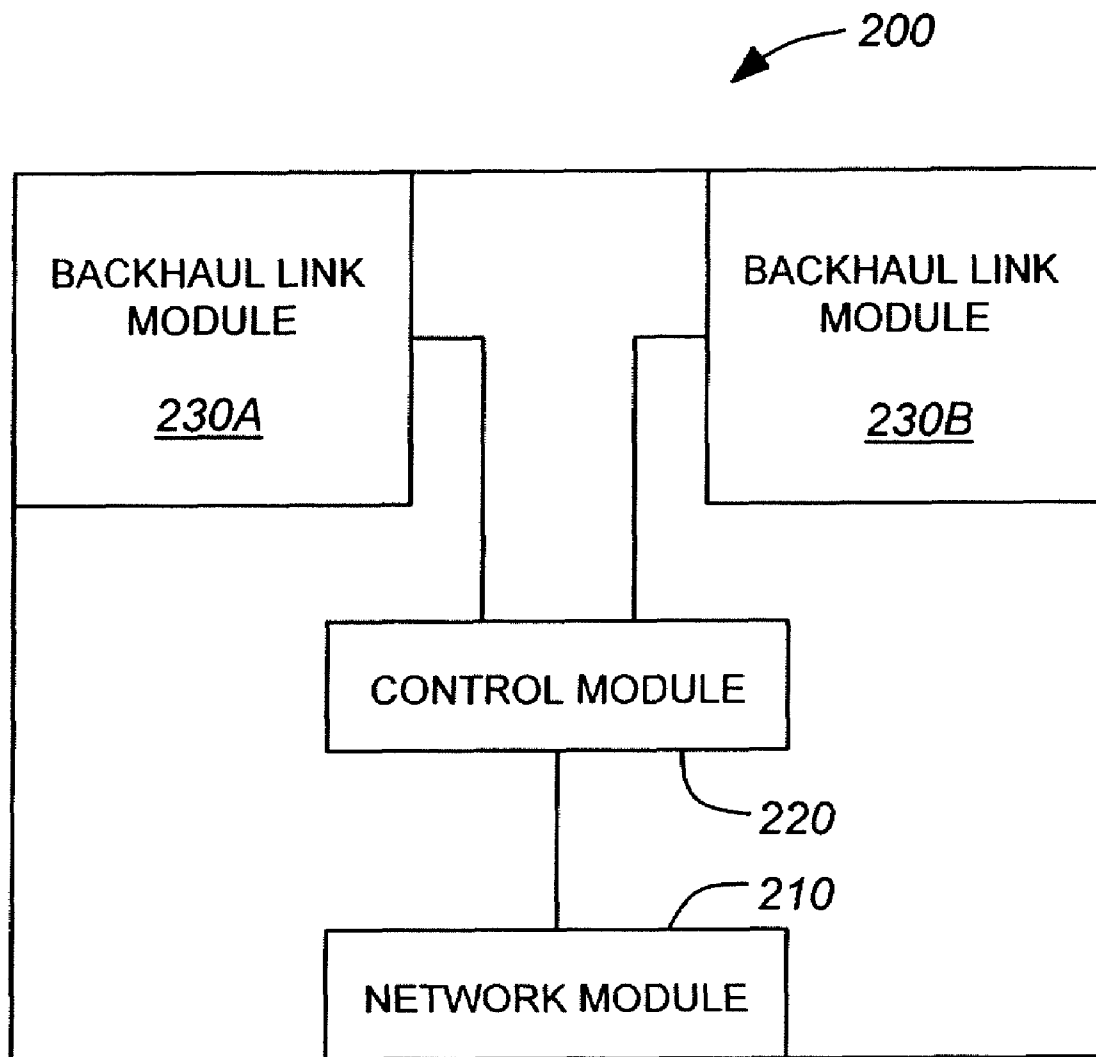 200
BACKHAUL LINK
MODULE
230A
BACKHAUL LINK
MODULE
230B
CONTROL MODULE
220
210
NETWORK MODULE